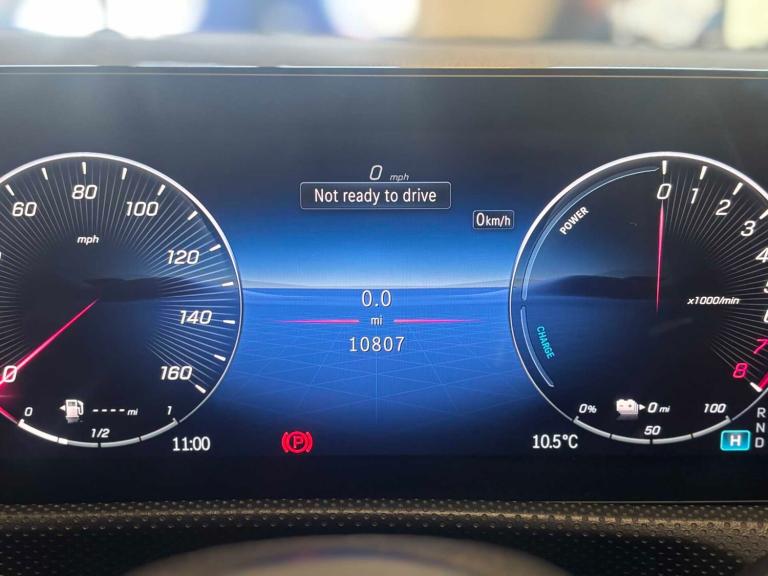 0 mph
Not ready to drive
0km/h
60
80
100
120
140
160
0
mph
0
1
2
3
4
6
7
8
POWER
CHARGE
x1000/min
0.0
mi
10807
0
1/2
1
---- mi
0%
50
100
0 mi
11:00
P
10.5°C
H
R
N
D